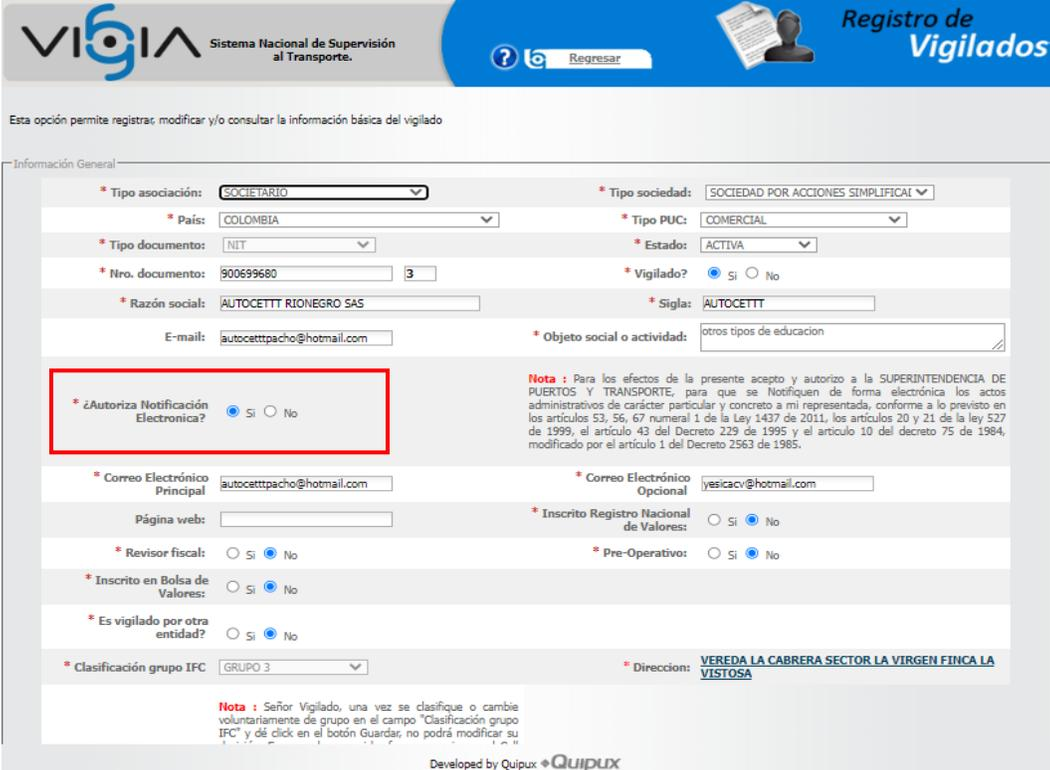 VIGIA
Sistema Nacional de Supervisión
al Transporte.
? Regresar
Registro de
Vigilados
Esta opción permite registrar, modificar y/o consultar la información básica del vigilado
Información General
* Tipo asociación: SOCIETARIO * Tipo sociedad: SOCIEDAD POR ACCIONES SIMPLIFICAI
* País: COLOMBIA * Tipo PUC: COMERCIAL
* Tipo documento: NIT * Estado: ACTIVA
* Nro. documento: 900699680 3 * Vigilado? Si No
* Razón social: AUTOCETTT RIONEGRO SAS * Sigla: AUTOCETTT
E-mail: autocetttpacho@hotmail.com * Objeto social o actividad: otros tipos de educacion
* ¿Autoriza Notificación
Electronica? Si No
Nota : Para los efectos de la presente acepto y autorizo a la SUPERINTENDENCIA DE
PUERTOS Y TRANSPORTE, para que se Notifiquen de forma electrónica los actos
administrativos de carácter particular y concreto a mi representada, conforme a lo previsto en
los artículos 53, 56, 67 numeral 1 de la Ley 1437 de 2011, los artículos 20 y 21 de la ley 527
de 1999, el artículo 43 del Decreto 229 de 1995 y el articulo 10 del decreto 75 de 1984,
modificado por el artículo 1 del Decreto 2563 de 1985.
* Correo Electrónico
Principal autocetttpacho@hotmail.com
* Correo Electrónico
Opcional yesicacv@hotmail.com
Página web:
* Inscrito Registro Nacional
de Valores: Si No
* Revisor fiscal: Si No * Pre-Operativo: Si No
* Inscrito en Bolsa de
Valores: Si No
* Es vigilado por otra
entidad? Si No
* Clasificación grupo IFC GRUPO 3 * Direccion: VEREDA LA CABRERA SECTOR LA VIRGEN FINCA LA
VISTOSA
Nota : Señor Vigilado, una vez se clasifique o cambie
voluntariamente de grupo en el campo "Clasificación grupo
IFC" y dé click en el botón Guardar, no podrá modificar su
Developed by Quipux QUIPUX